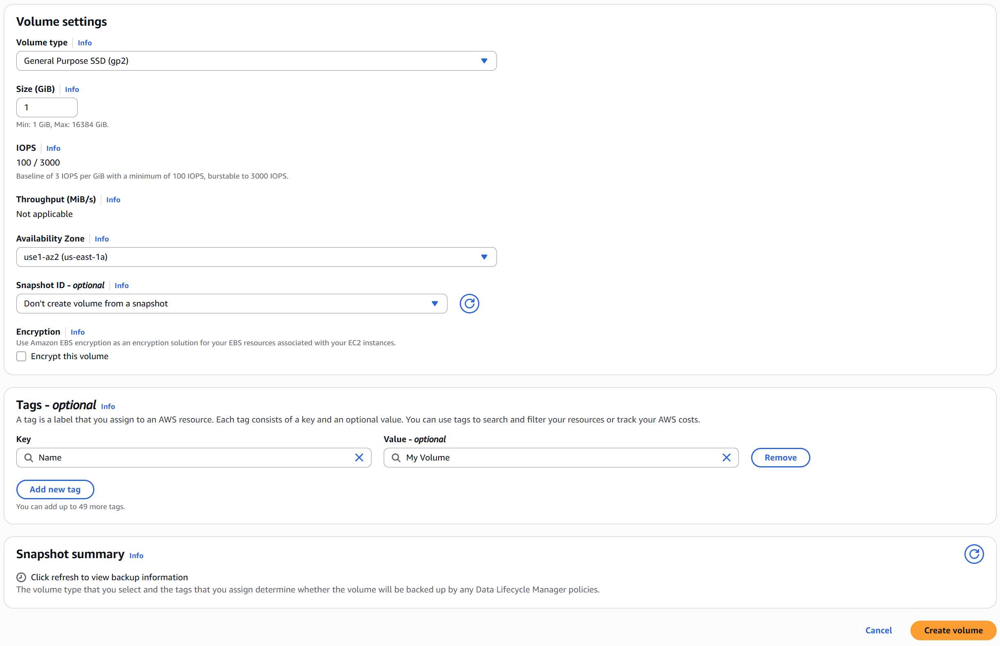 Volume settings
Volume type Info
General Purpose SSD (gp2)
Size (GiB) Info
1
Min: 1 GiB, Max: 16384 GiB.
IOPS Info
100 / 3000
Baseline of 3 IOPS per GiB with a minimum of 100 IOPS, burstable to 3000 IOPS.
Throughput (MiB/s) Info
Not applicable
Availability Zone Info
use1-az2 (us-east-1a)
Snapshot ID - optional Info
Don't create volume from a snapshot
Encryption Info
Use Amazon EBS encryption as an encryption solution for your EBS resources associated with your EC2 instances.
Encrypt this volume
Tags - optional Info
A tag is a label that you assign to an AWS resource. Each tag consists of a key and an optional value. You can use tags to search and filter your resources or track your AWS costs.
Key Value - optional
Name My Volume Remove
Add new tag
You can add up to 49 more tags.
Snapshot summary Info
Click refresh to view backup information
The volume type that you select and the tags that you assign determine whether the volume will be backed up by any Data Lifecycle Manager policies.
Cancel Create volume